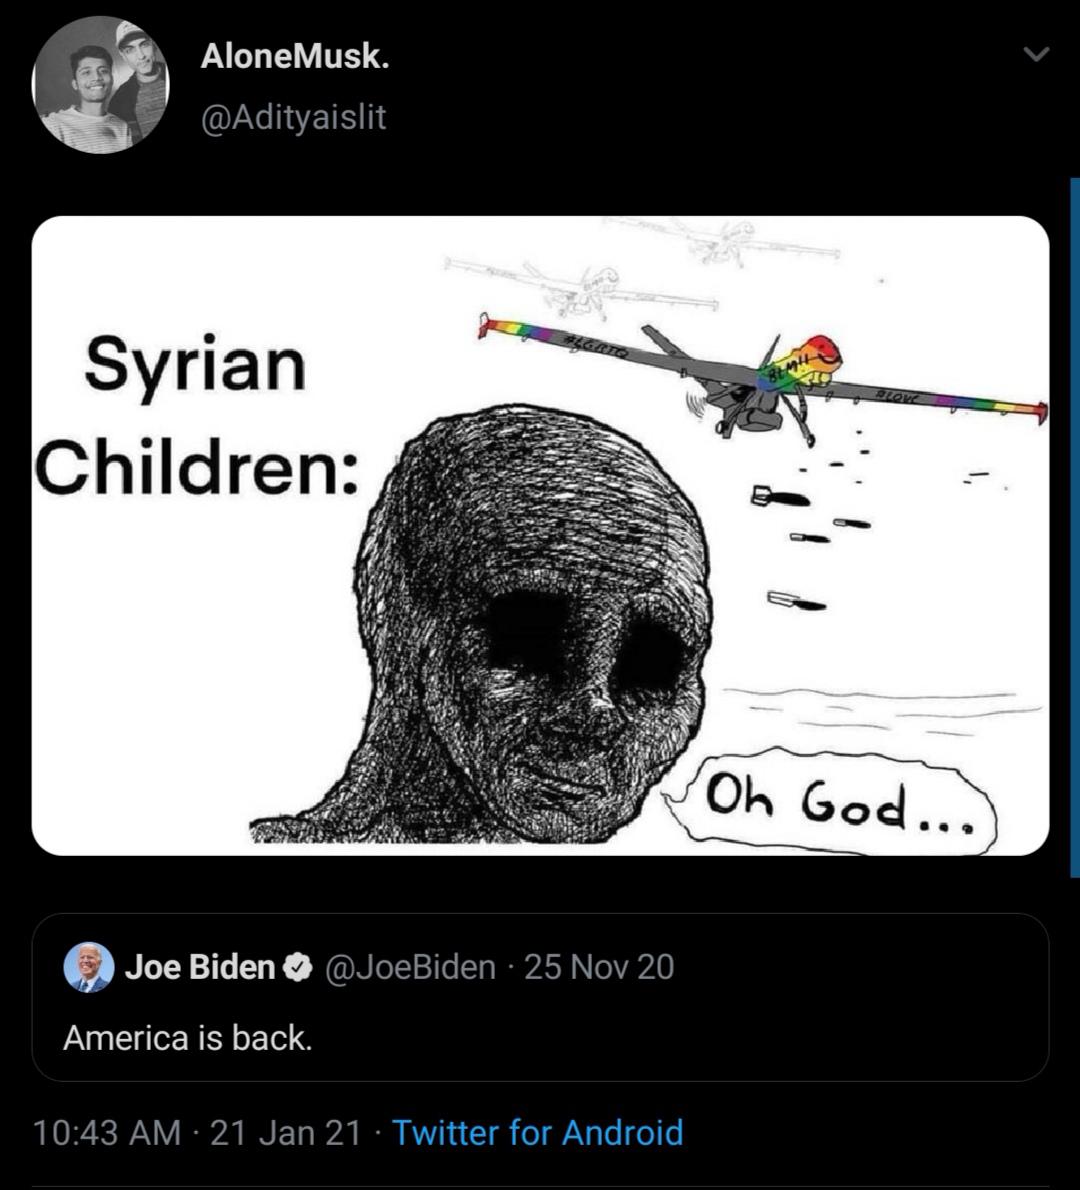 AloneMusk.
@Adityaislit
Syrian
Children:
#LGBTQ
BLM!!
#LOVE
Oh God...
Joe Biden @JoeBiden · 25 Nov 20
America is back.
10:43 AM · 21 Jan 21 · Twitter for Android